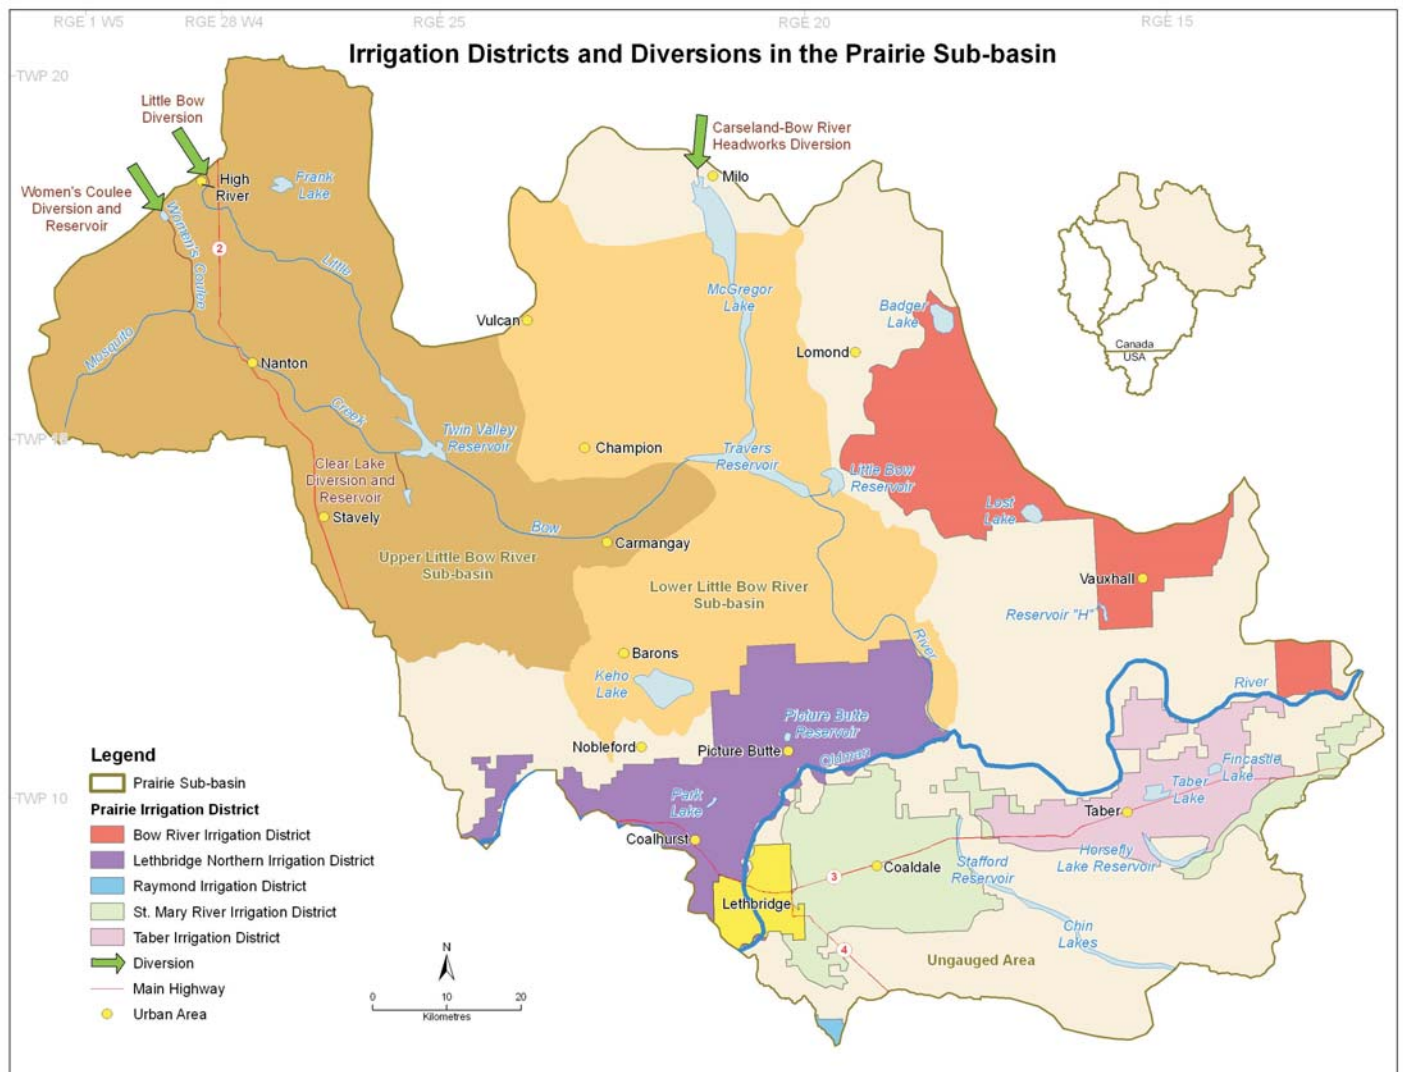 RGE 1 W5
RGE 28 W4
RGE 25
RGE 20
RGE 15
Irrigation Districts and Diversions in the Prairie Sub-basin
TWP 20
Little Bow
Diversion
Carseland-Bow River
Headworks Diversion
Women's Coulee
Diversion and
Reservoir
High
River
Frank
Lake
Milo
Women's Coulee
2
Little
McGregor
Lake
Badger
Lake
Vulcan
Lomond
Canada
USA
Mosquito
Nanton
Creek
Twin Valley
Reservoir
Champion
Travers
Reservoir
Little Bow
Reservoir
Clear Lake
Diversion and
Reservoir
Stavely
Lost
Lake
Bow
Carmangay
Upper Little Bow River
Sub-basin
Lower Little Bow River
Sub-basin
Vauxhall
Reservoir "H"
River
Barons
Keho
Lake
River
Picture Butte
Reservoir
Nobleford
Picture Butte
Oldman
Fincastle
Lake
Taber
Lake
Taber
Park
Lake
Coalhurst
Horsefly
Lake Reservoir
Stafford
Reservoir
Coaldale
3
Lethbridge
Chin
Lakes
4
Ungauged Area
TWP 10
Legend
Prairie Sub-basin
Prairie Irrigation District
Bow River Irrigation District
Lethbridge Northern Irrigation District
Raymond Irrigation District
St. Mary River Irrigation District
Taber Irrigation District
Diversion
Main Highway
Urban Area
N
0 10 20
Kilometres